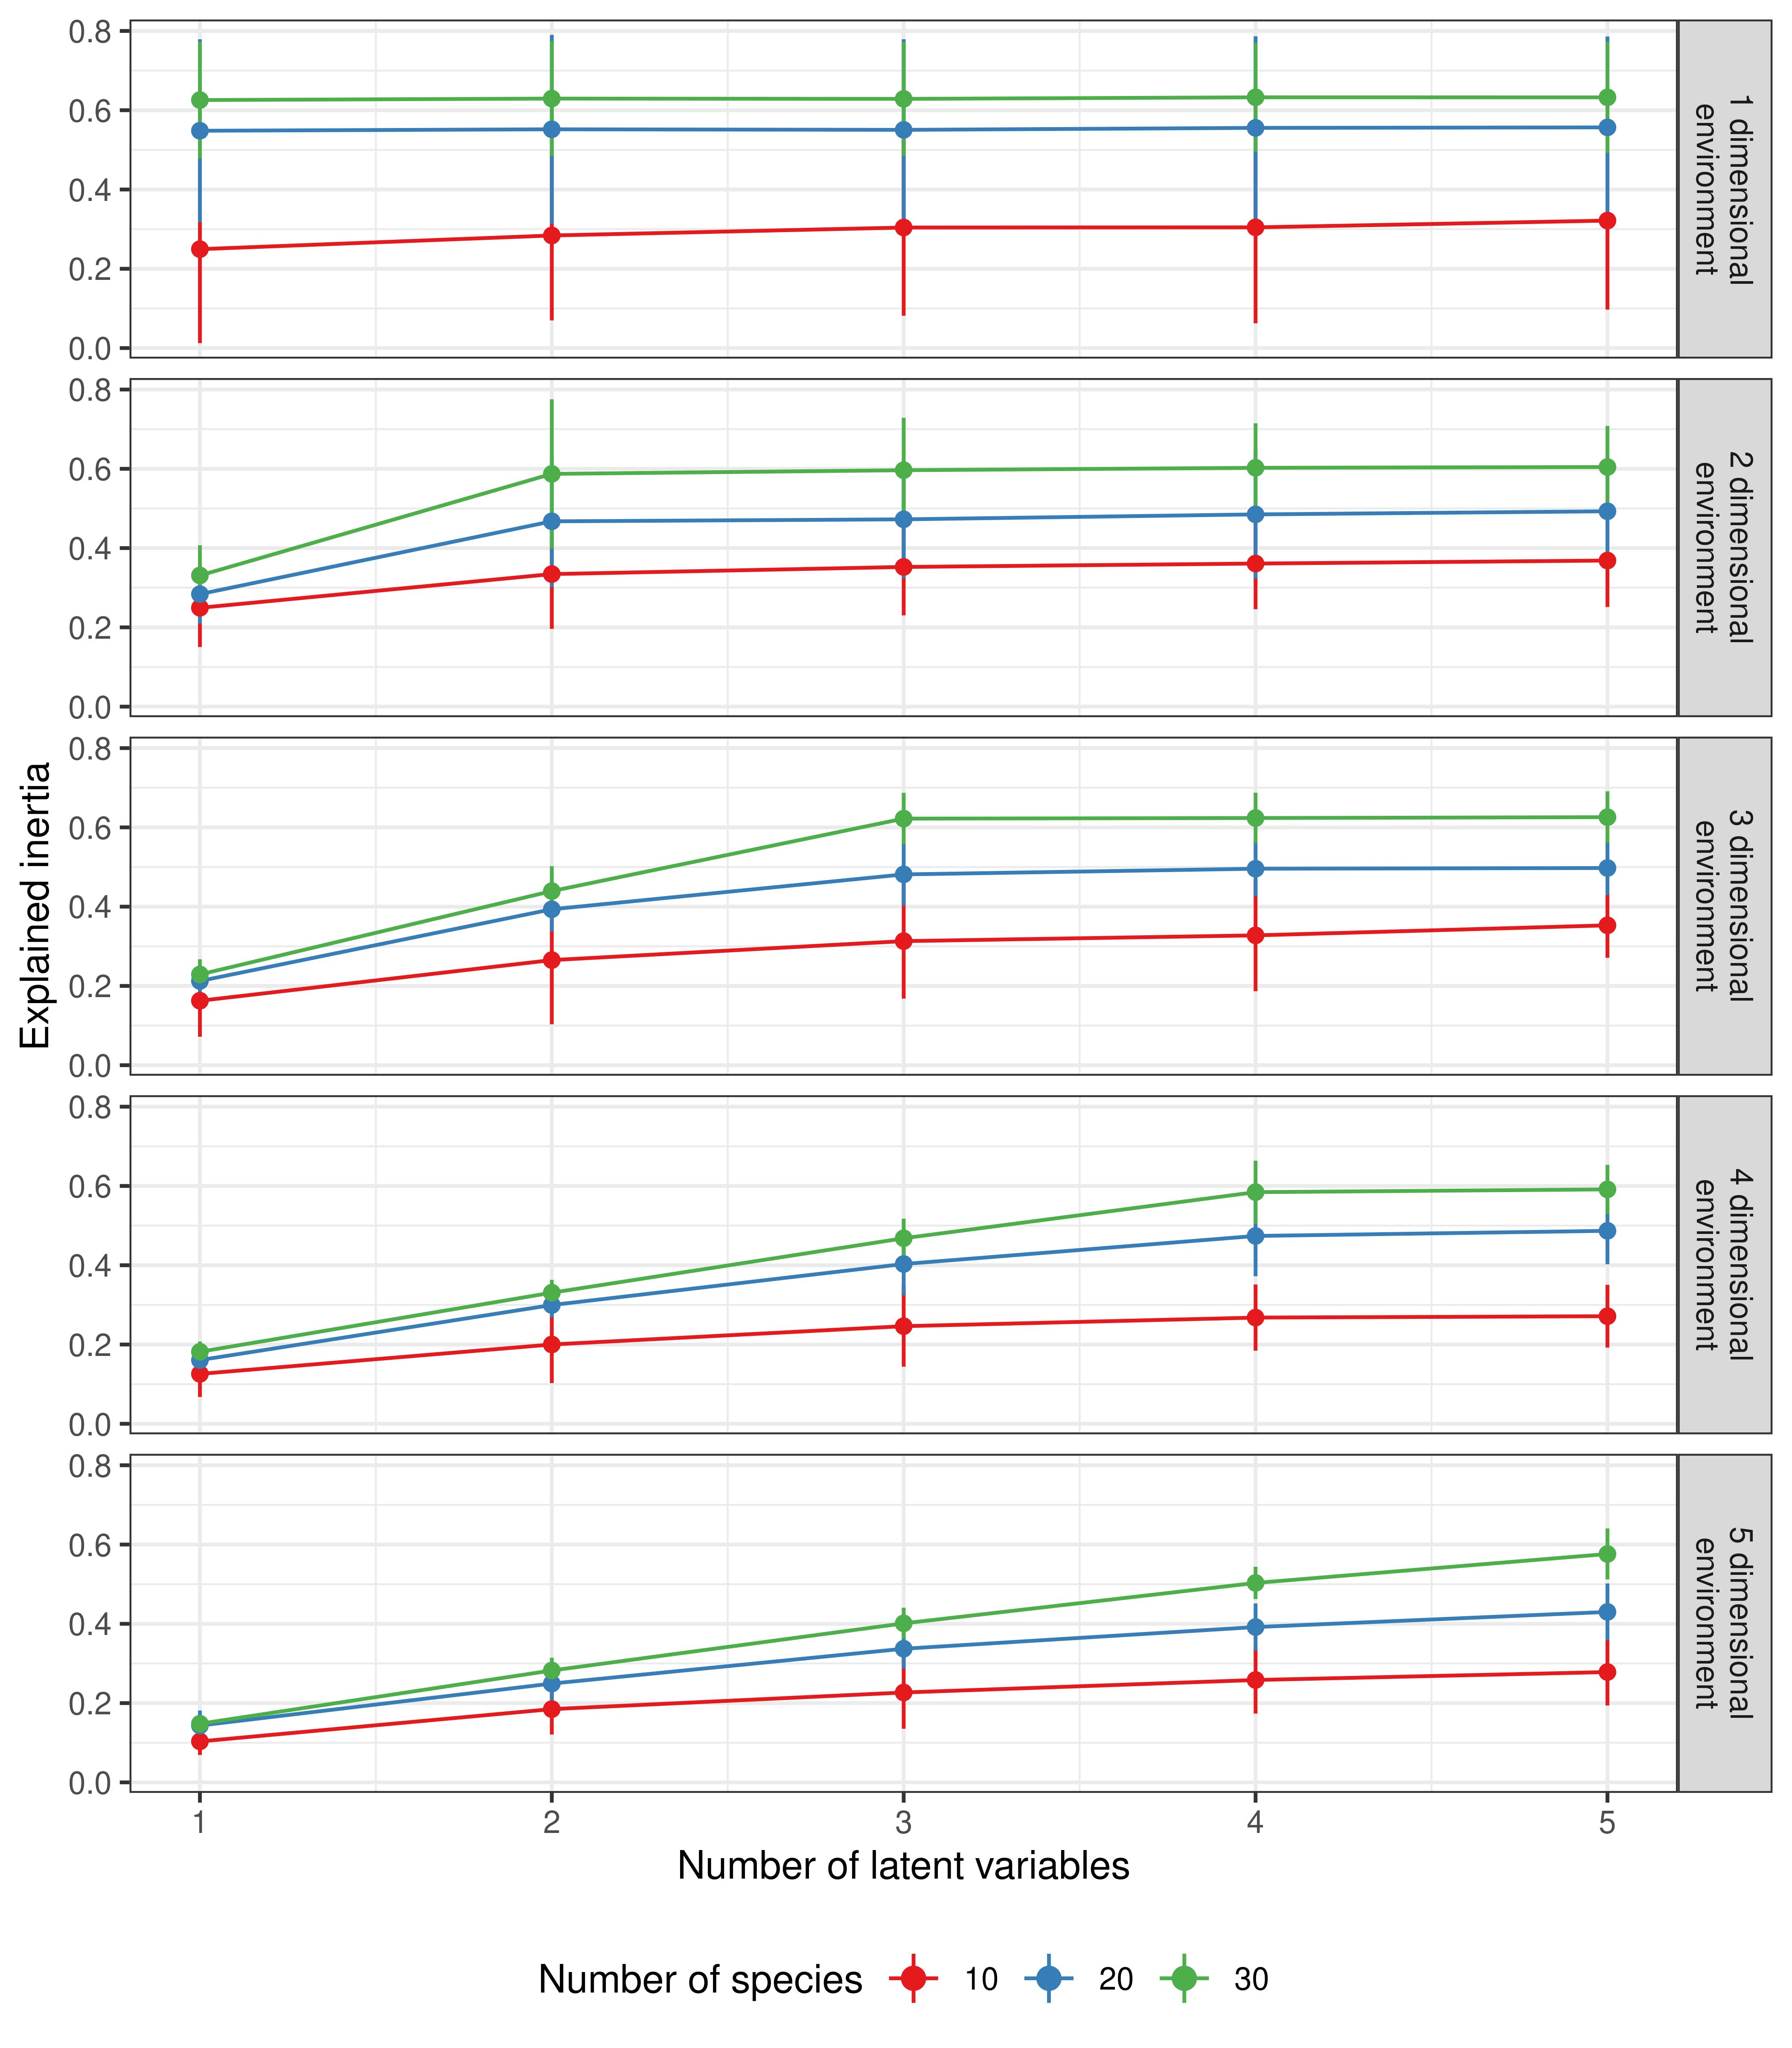 Explained inertia
0.8
0.6
0.4
0.2
0.0
1 dimensional
environment
0.8
0.6
0.4
0.2
0.0
2 dimensional
environment
0.8
0.6
0.4
0.2
0.0
3 dimensional
environment
0.8
0.6
0.4
0.2
0.0
4 dimensional
environment
0.8
0.6
0.4
0.2
0.0
5 dimensional
environment
1 2 3 4 5
Number of latent variables
Number of species 10 20 30